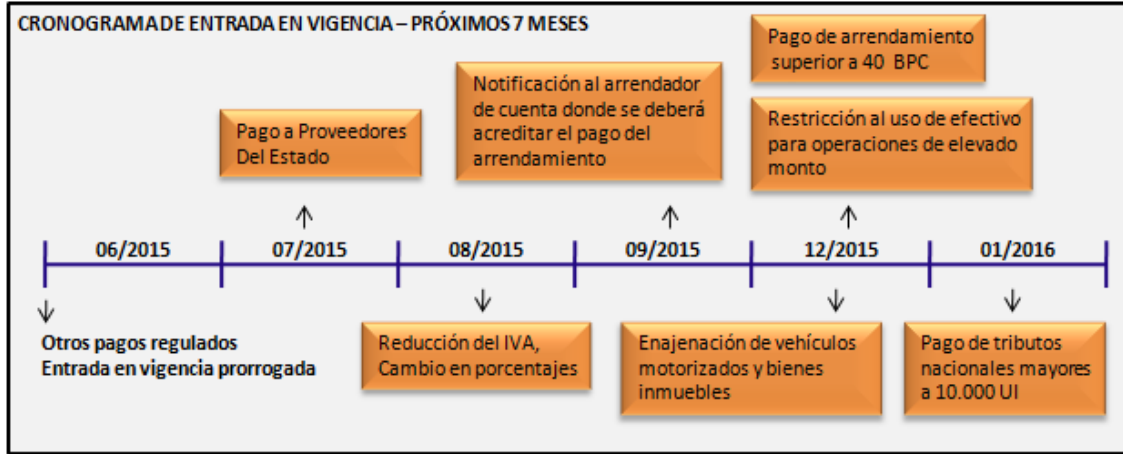 CRONOGRAMA DE ENTRADA EN VIGENCIA – PRÓXIMOS 7 MESES
Pago a Proveedores
Del Estado
Notificación al arrendador
de cuenta donde se deberá
acreditar el pago del
arrendamiento
Pago de arrendamiento
superior a 40 BPC
Restricción al uso de efectivo
para operaciones de elevado
monto
06/2015
07/2015
08/2015
09/2015
12/2015
01/2016
Otros pagos regulados
Entrada en vigencia prorrogada
Reducción del IVA,
Cambio en porcentajes
Enajenación de vehículos
motorizados y bienes
inmuebles
Pago de tributos
nacionales mayores
a 10.000 UI